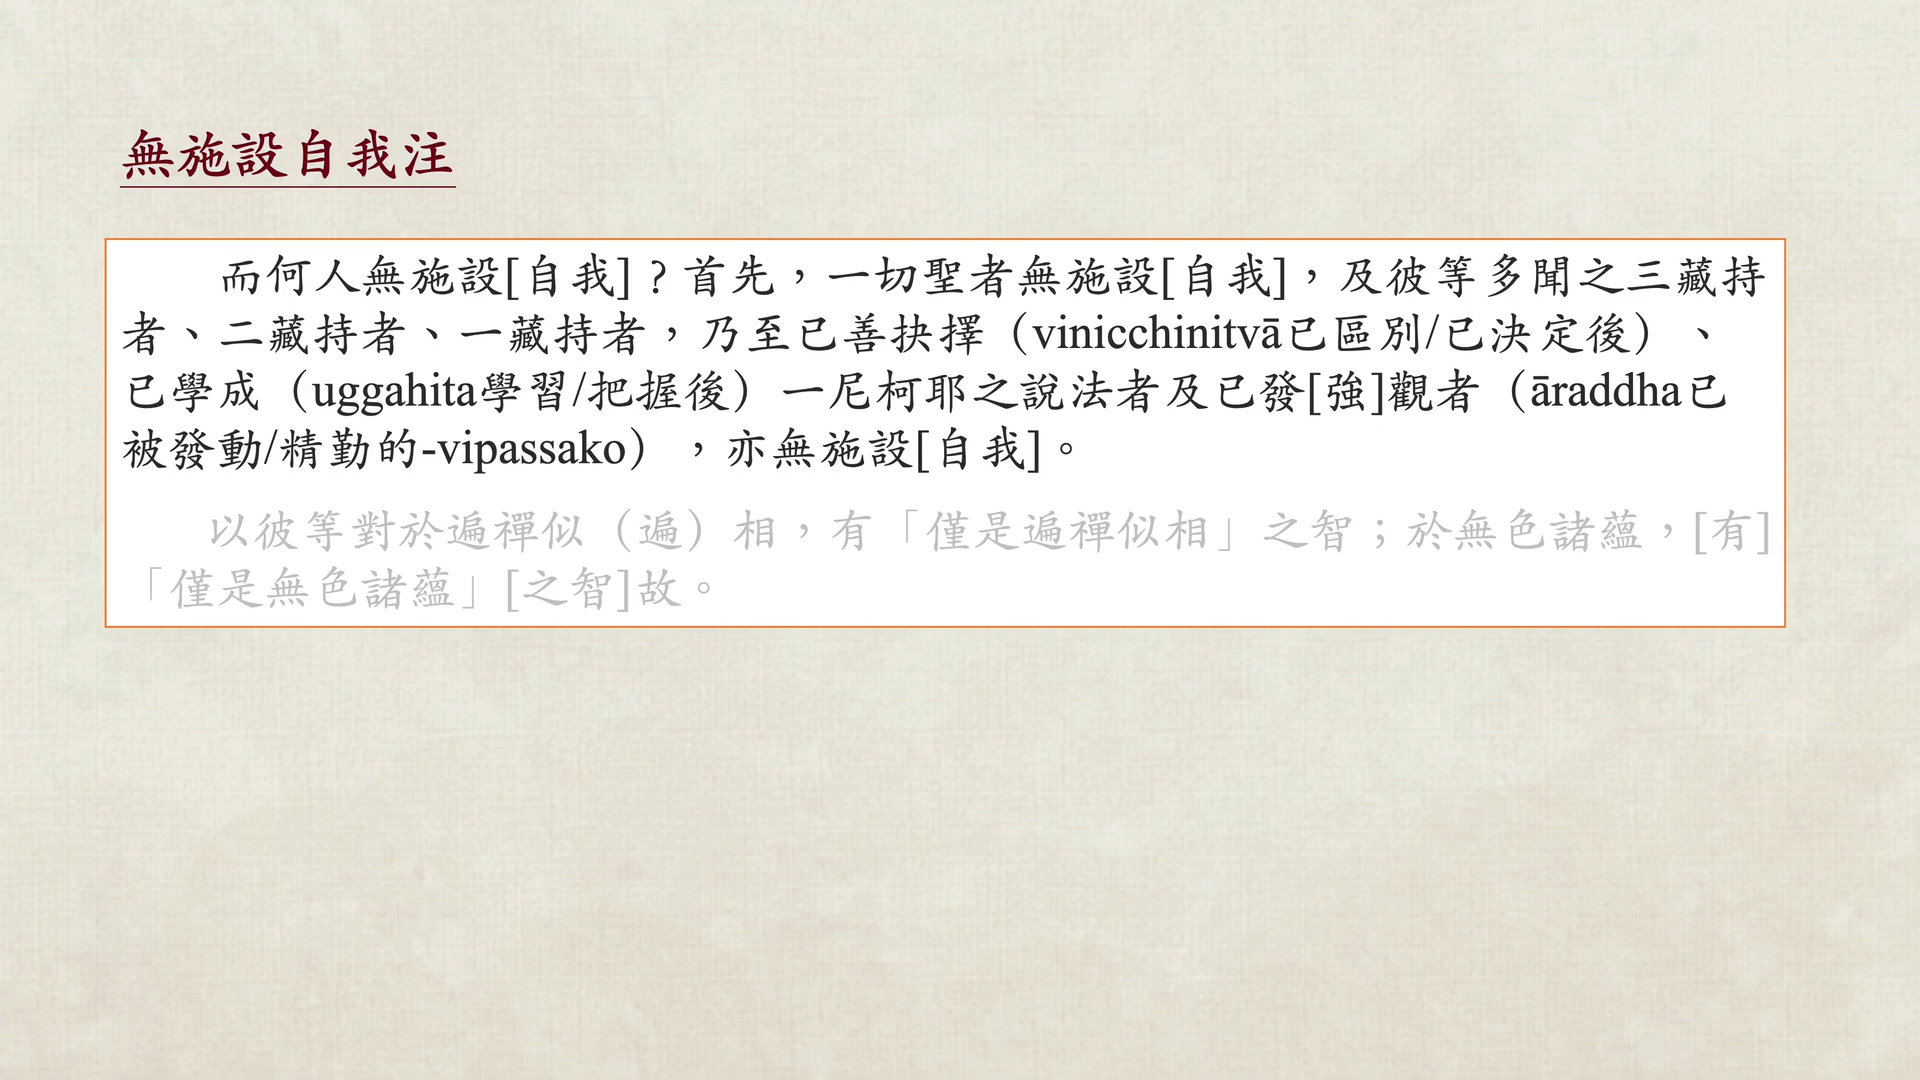 無施設自我注
而何人無施設[自我]？首先，一切聖者無施設[自我]，及彼等多聞之三藏持
者、二藏持者、一藏持者，乃至已善抉擇（vinicchinitvā已區別/已決定後）、
已學成（uggahita學習/把握後）一尼柯耶之說法者及已發[強]觀者（āraddha已
被發動/精勤的-vipassako），亦無施設[自我]。
以彼等對於遍禪似（遍）相，有「僅是遍禪似相」之智；於無色諸蘊，[有]
「僅是無色諸蘊」[之智]故。